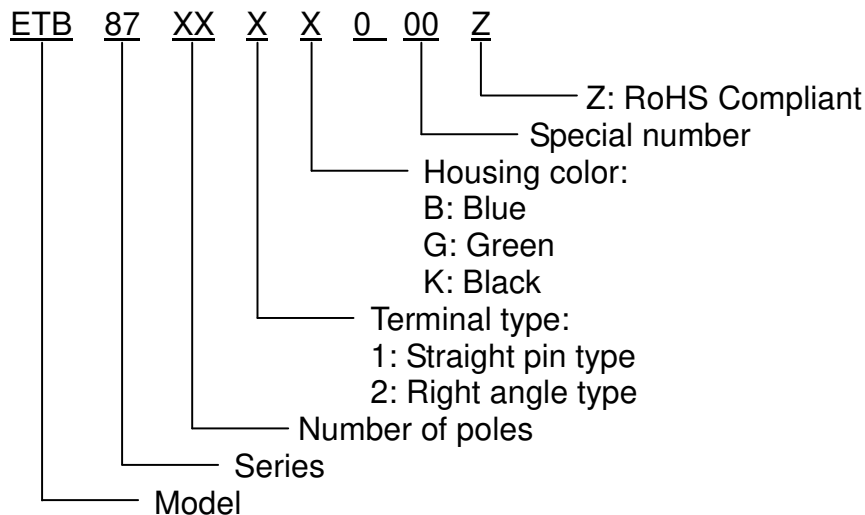 ETB 87 XX X X 0 00 Z
Z: RoHS Compliant
Special number
Housing color:
B: Blue
G: Green
K: Black
Terminal type:
1: Straight pin type
2: Right angle type
Number of poles
Series
Model